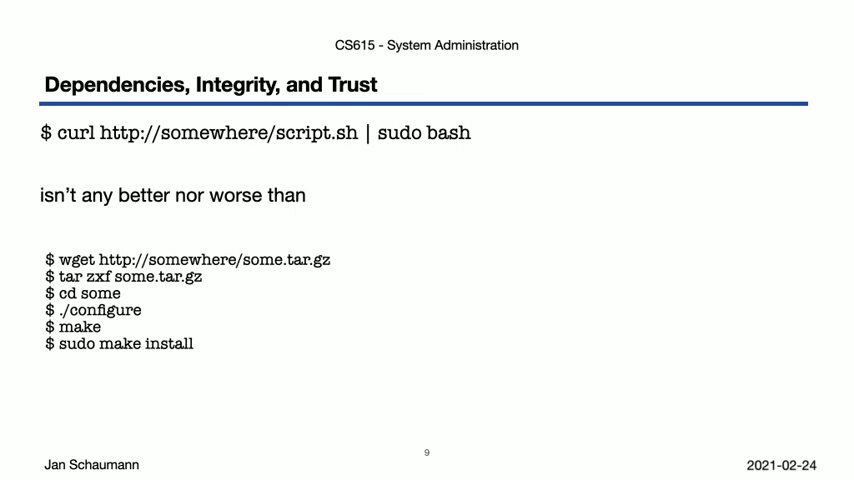 CS615 - System Administration
Dependencies, Integrity, and Trust
$ curl http://somewhere/script.sh | sudo bash
isn't any better nor worse than
$ wget http://somewhere/some.tar.gz
$ tar zxf some.tar.gz
$ cd some
$ ./configure
$ make
$ sudo make install
9
Jan Schaumann
2021-02-24